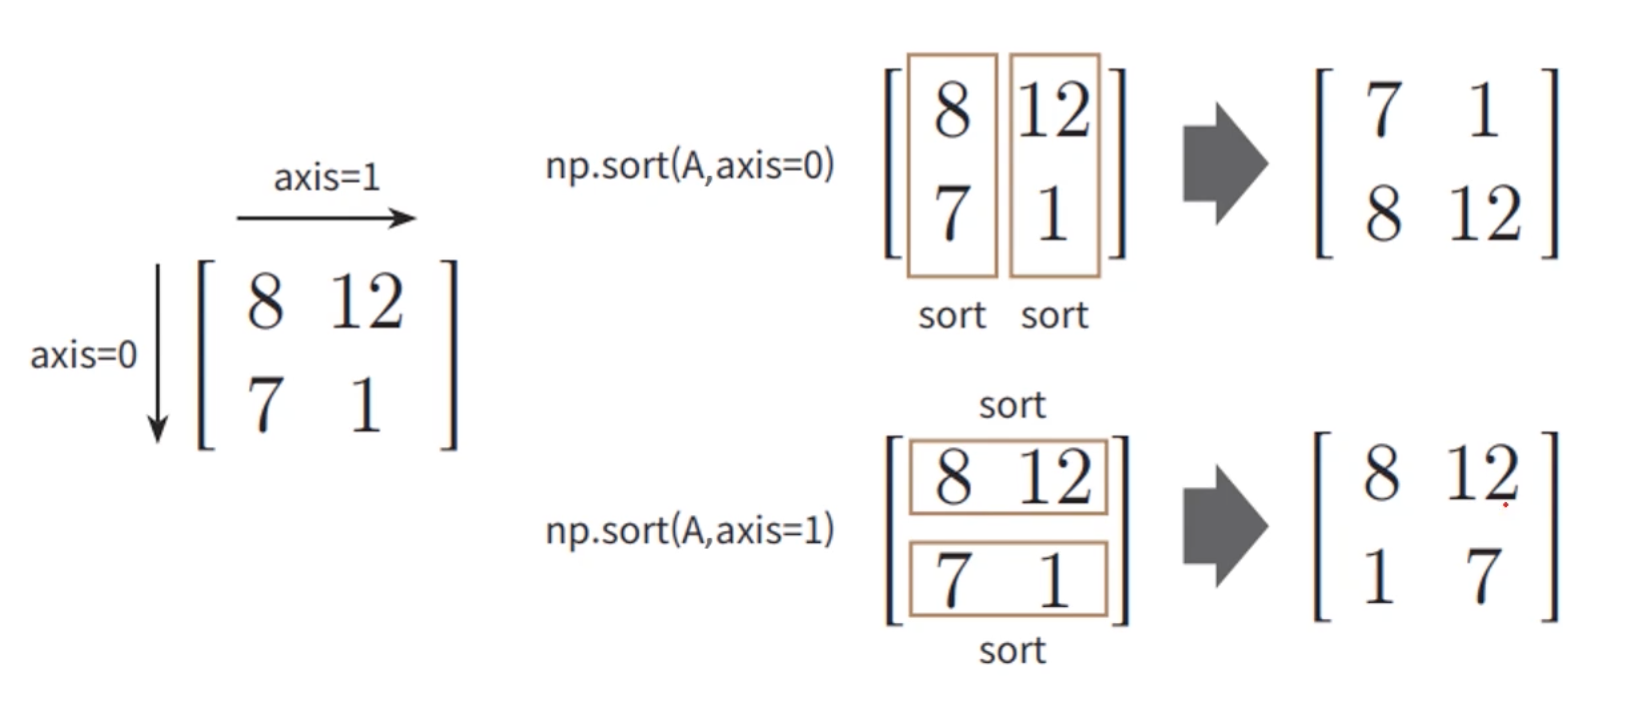 axis=1
axis=0
8 12
7 1
np.sort(A,axis=0)
8 12
7 1
sort sort
7 1
8 12
np.sort(A,axis=1)
sort
8 12
7 1
sort
8 12
1 7